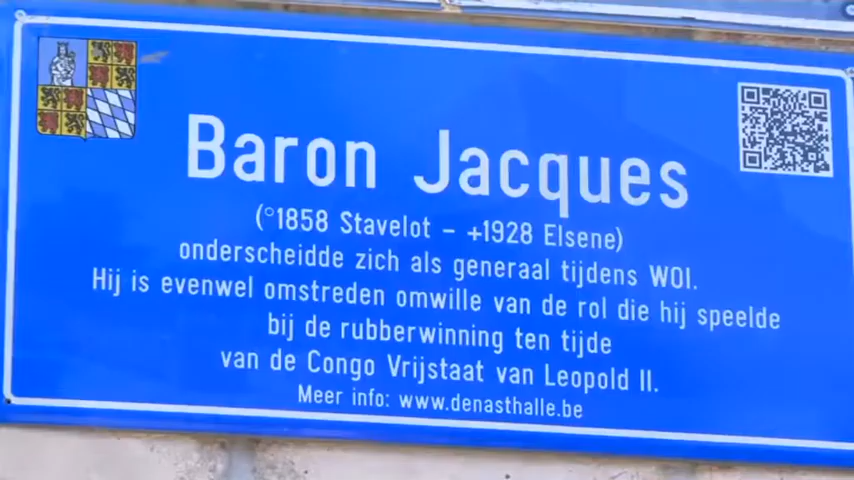 Baron Jacques
(°1858 Stavelot - +1928 Elsene)
onderscheidde zich als generaal tijdens WOI.
Hij is evenwel omstreden omwille van de rol die hij speelde
bij de rubberwinning ten tijde
van de Congo Vrijstaat van Leopold II.
Meer info: www.denasthalle.be